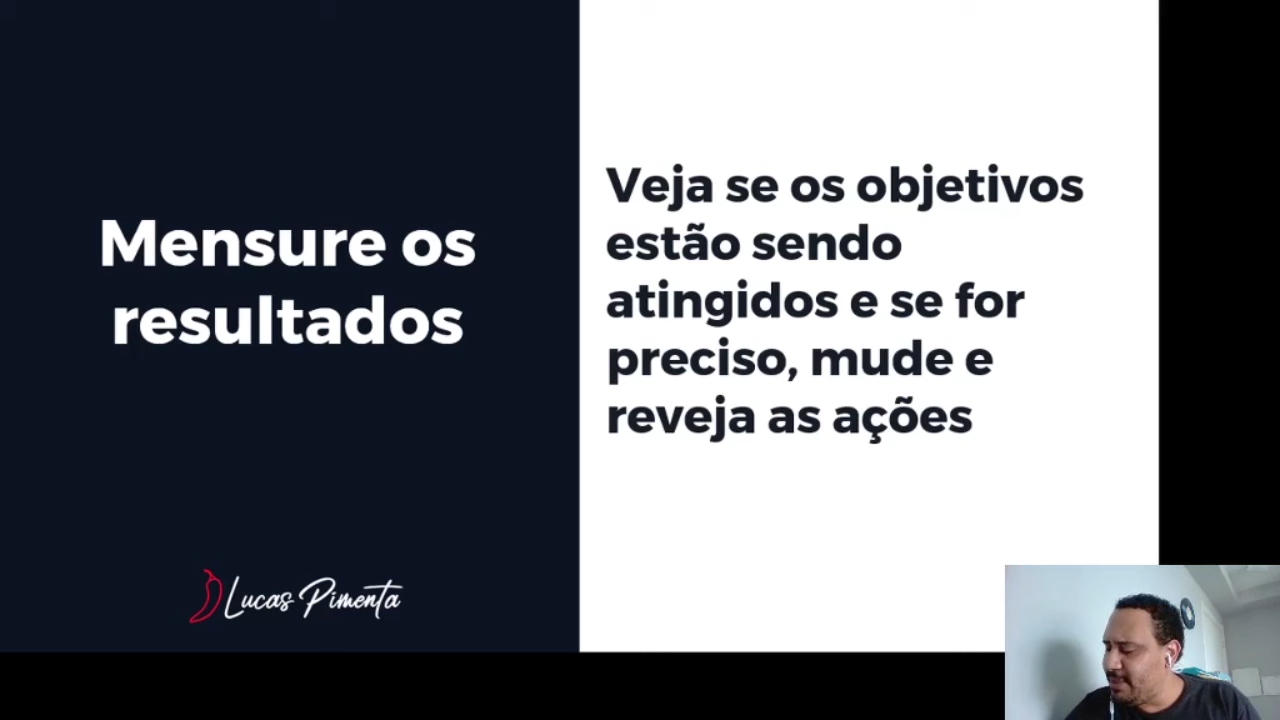 Mensure os
resultados
Veja se os objetivos
estão sendo
atingidos e se for
preciso, mude e
reveja as ações
Lucas Pimenta